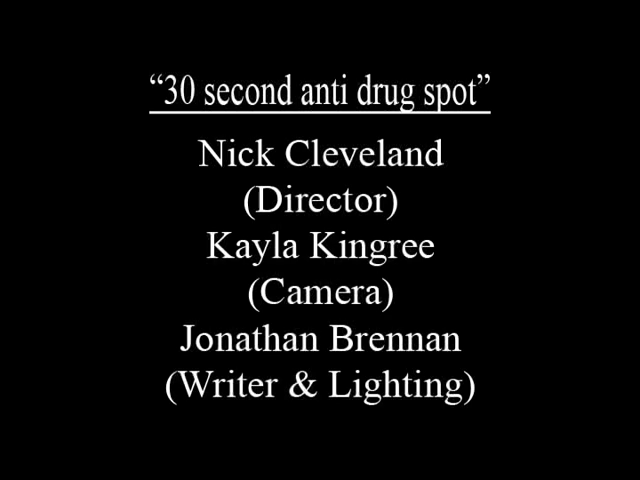 “30 second anti drug spot”
Nick Cleveland
(Director)
Kayla Kingree
(Camera)
Jonathan Brennan
(Writer & Lighting)